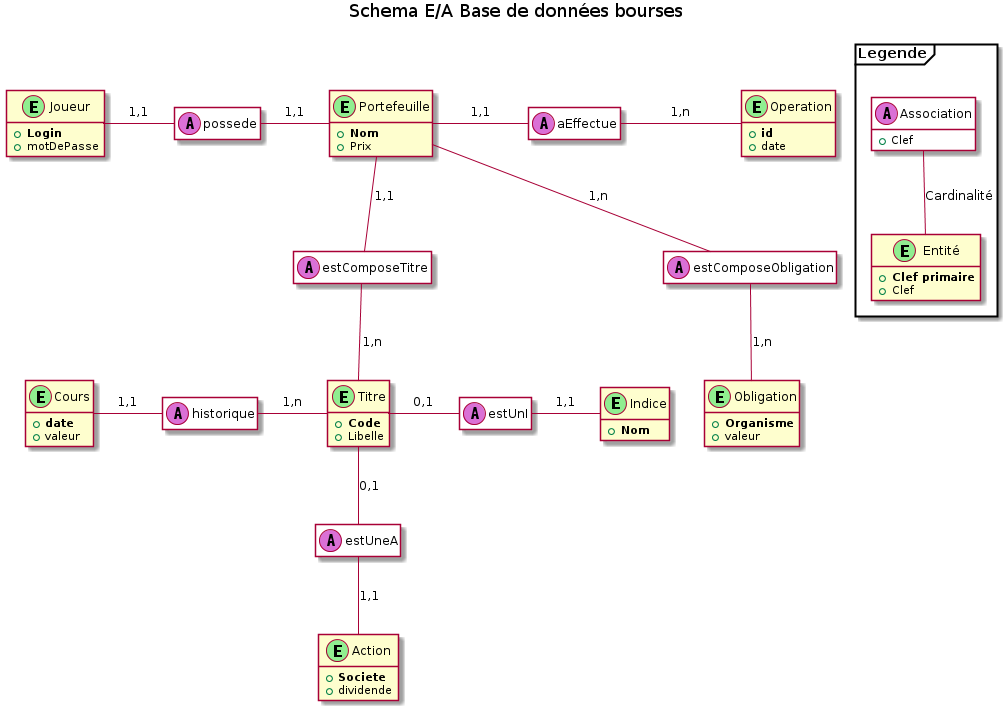 Schema E/A Base de données bourses
Legende
E Joueur
Login
motDePasse
1,1
A possede
1,1
E Portefeuille
Nom
Prix
1,1
A aEffectue
1,n
E Operation
id
date
A Association
Clef
Cardinalité
E Entité
Clef primaire
Clef
1,1
1,n
A estComposeTitre
A estComposeObligation
1,n
1,n
E Cours
date
valeur
1,1
A historique
1,n
E Titre
Code
Libelle
0,1
A estUnI
1,1
E Indice
Nom
E Obligation
Organisme
valeur
0,1
A estUneA
1,1
E Action
Societe
dividende